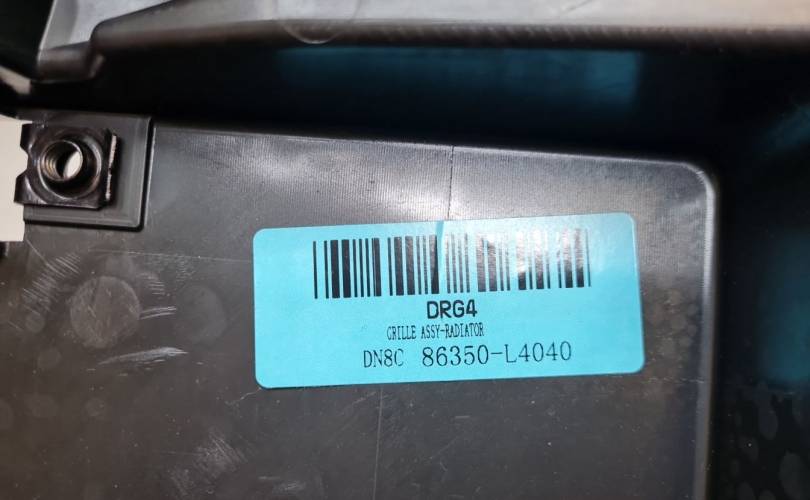 DRG4
GRILLE ASSY-RADIATOR
DN8C 86350-L4040